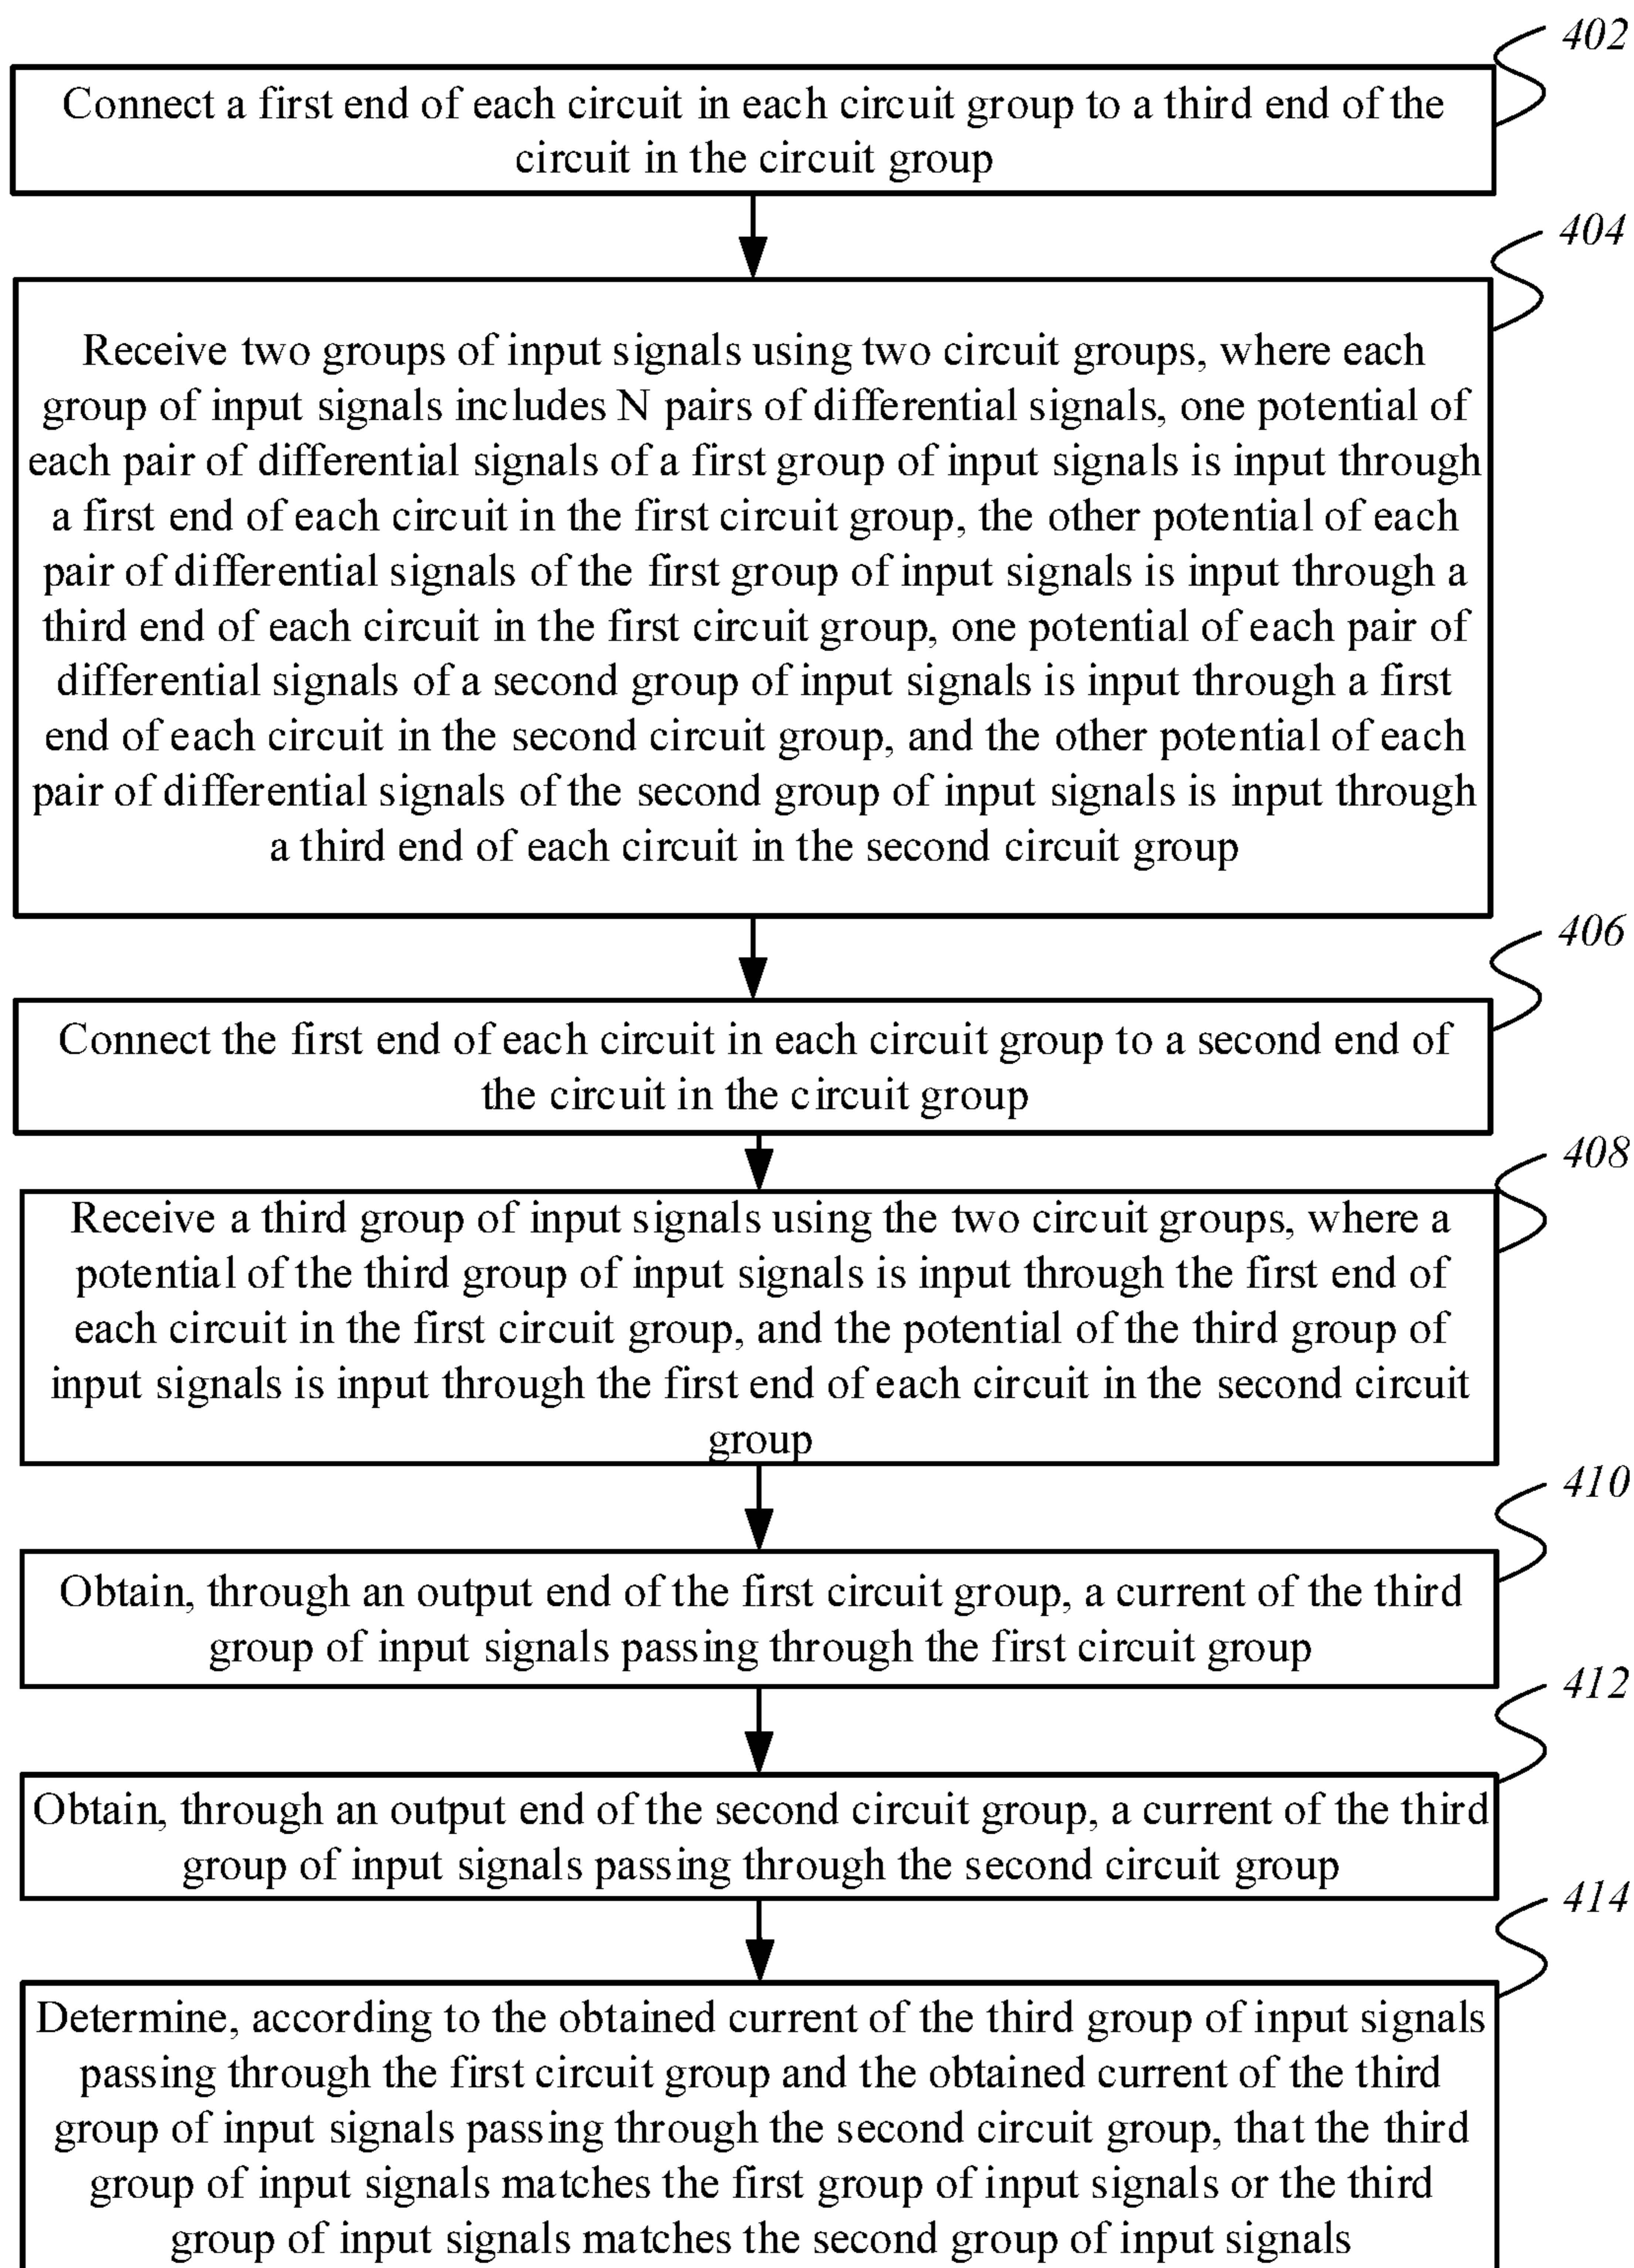 402
Connect a first end of each circuit in each circuit group to a third end of the
circuit in the circuit group
404
Receive two groups of input signals using two circuit groups, where each
group of input signals includes N pairs of differential signals, one potential of
each pair of differential signals of a first group of input signals is input through
a first end of each circuit in the first circuit group, the other potential of each
pair of differential signals of the first group of input signals is input through a
third end of each circuit in the first circuit group, one potential of each pair of
differential signals of a second group of input signals is input through a first
end of each circuit in the second circuit group, and the other potential of each
pair of differential signals of the second group of input signals is input through
a third end of each circuit in the second circuit group
406
Connect the first end of each circuit in each circuit group to a second end of
the circuit in the circuit group
408
Receive a third group of input signals using the two circuit groups, where a
potential of the third group of input signals is input through the first end of
each circuit in the first circuit group, and the potential of the third group of
input signals is input through the first end of each circuit in the second circuit
group
410
Obtain, through an output end of the first circuit group, a current of the third
group of input signals passing through the first circuit group
412
Obtain, through an output end of the second circuit group, a current of the third
group of input signals passing through the second circuit group
414
Determine, according to the obtained current of the third group of input signals
passing through the first circuit group and the obtained current of the third
group of input signals passing through the second circuit group, that the third
group of input signals matches the first group of input signals or the third
group of input signals matches the second group of input signals